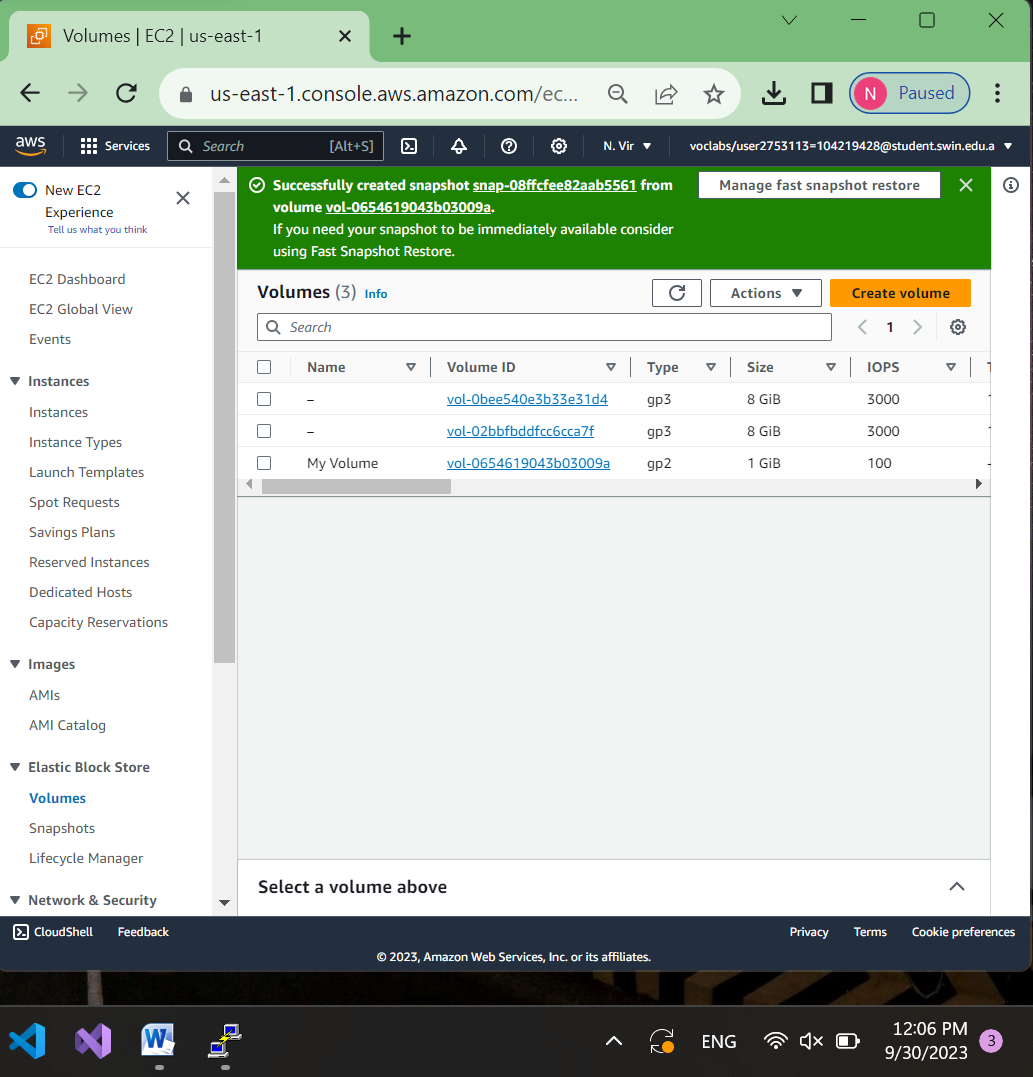 Volumes | EC2 | us-east-1
us-east-1.console.aws.amazon.com/ec...
N
Paused
aws
Services
Search
[Alt+S]
N. Vir
voclabs/user2753113=104219428@student.swin.edu.a
New EC2
Experience
Tell us what you think
EC2 Dashboard
EC2 Global View
Events
Instances
Instances
Instance Types
Launch Templates
Spot Requests
Savings Plans
Reserved Instances
Dedicated Hosts
Capacity Reservations
Images
AMIs
AMI Catalog
Elastic Block Store
Volumes
Snapshots
Lifecycle Manager
Network & Security
Successfully created snapshot snap-08ffcfee82aab5561 from
volume vol-0654619043b03009a.
If you need your snapshot to be immediately available consider
using Fast Snapshot Restore.
Manage fast snapshot restore
Volumes (3) Info
Actions
Create volume
Search
1
Name Volume ID Type Size IOPS
– vol-0bee540e3b33e31d4 gp3 8 GiB 3000
– vol-02bbfbddfcc6cca7f gp3 8 GiB 3000
My Volume vol-0654619043b03009a gp2 1 GiB 100
Select a volume above
CloudShell Feedback Privacy Terms Cookie preferences
© 2023, Amazon Web Services, Inc. or its affiliates.
W
ENG
12:06 PM
9/30/2023
3